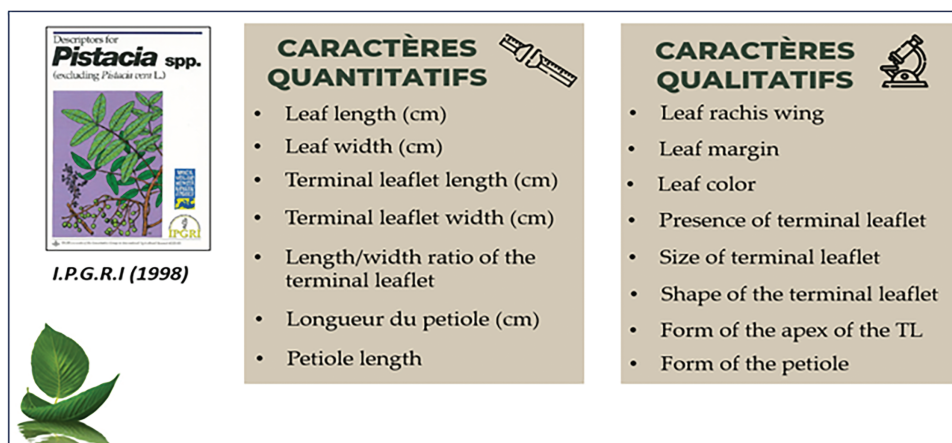 Descriptors for
Pistacia spp.
(excluding Pistacia vera L.)
IPGRI
I.P.G.R.I (1998)
CARACTÈRES
QUANTITATIFS
• Leaf length (cm)
• Leaf width (cm)
• Terminal leaflet length (cm)
• Terminal leaflet width (cm)
• Length/width ratio of the
terminal leaflet
• Longueur du petiole (cm)
• Petiole length
CARACTÈRES
QUALITATIFS
• Leaf rachis wing
• Leaf margin
• Leaf color
• Presence of terminal leaflet
• Size of terminal leaflet
• Shape of the terminal leaflet
• Form of the apex of the TL
• Form of the petiole